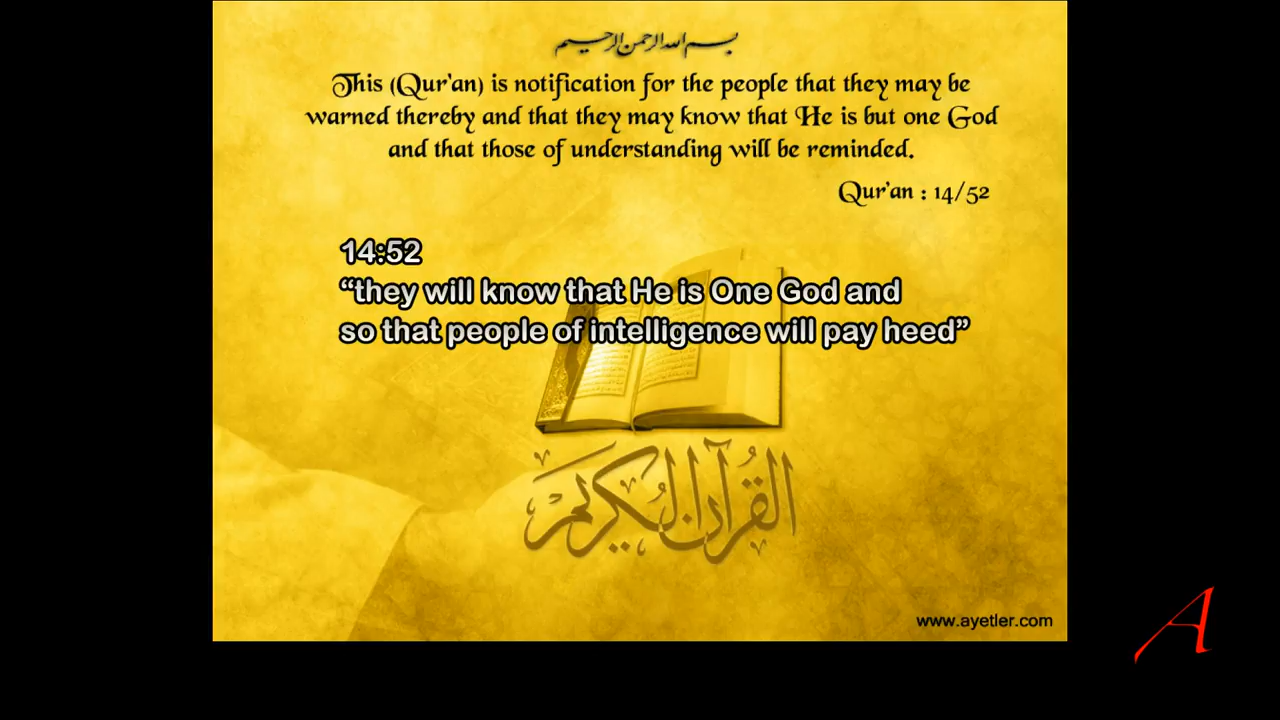 بسم الله الرحمن الرحيم
This (Qur'an) is notification for the people that they may be
warned thereby and that they may know that He is but one God
and that those of understanding will be reminded.
Qur'an : 14/52
14:52
“they will know that He is One God and
so that people of intelligence will pay heed”
القرآن الكريم
www.ayetler.com
A